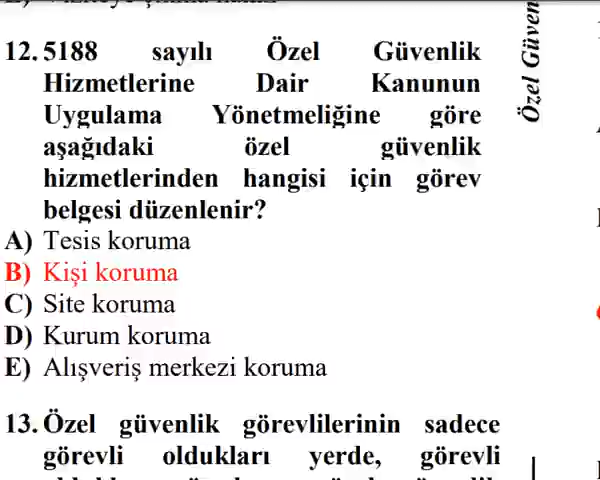 12. 5188 sayılı Özel Güvenlik
Hizmetlerine Dair Kanunun
Uygulama Yönetmeliğine göre
aşağıdaki özel güvenlik
hizmetlerinden hangisi için görev
belgesi düzenlenir?
A) Tesis koruma
B) Kişi koruma
C) Site koruma
D) Kurum koruma
E) Alışveriş merkezi koruma
13. Özel güvenlik görevlilerinin sadece
görevli oldukları yerde, görevli
Özel Güven